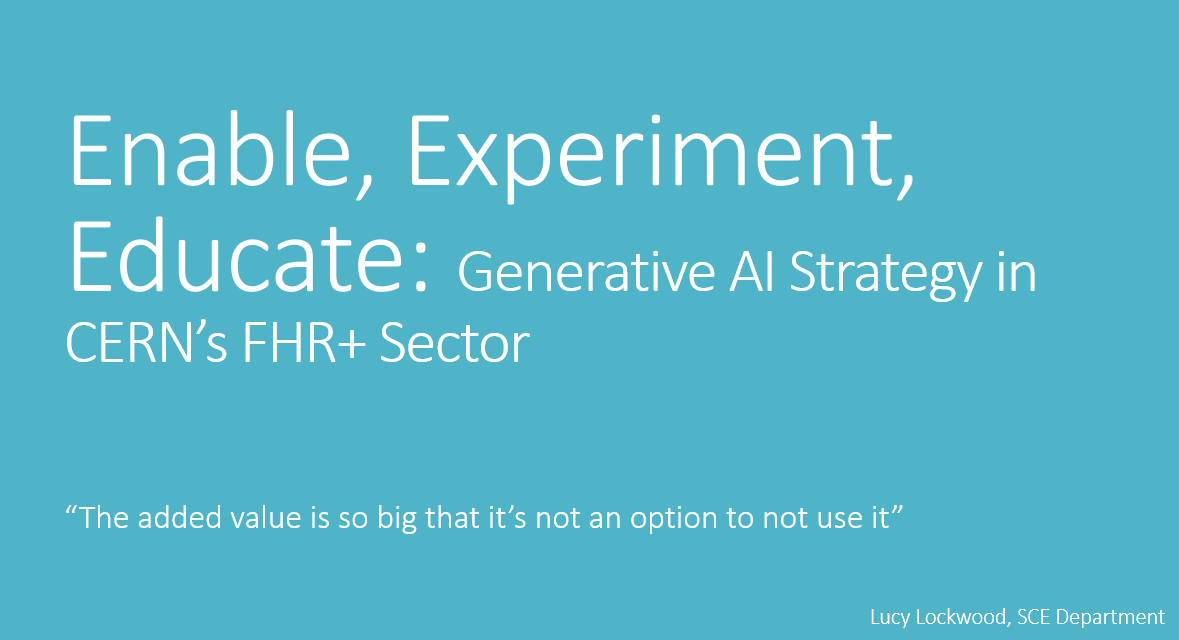 Enable, Experiment,
Educate: Generative AI Strategy in
CERN’s FHR+ Sector
“The added value is so big that it’s not an option to not use it”
Lucy Lockwood, SCE Department